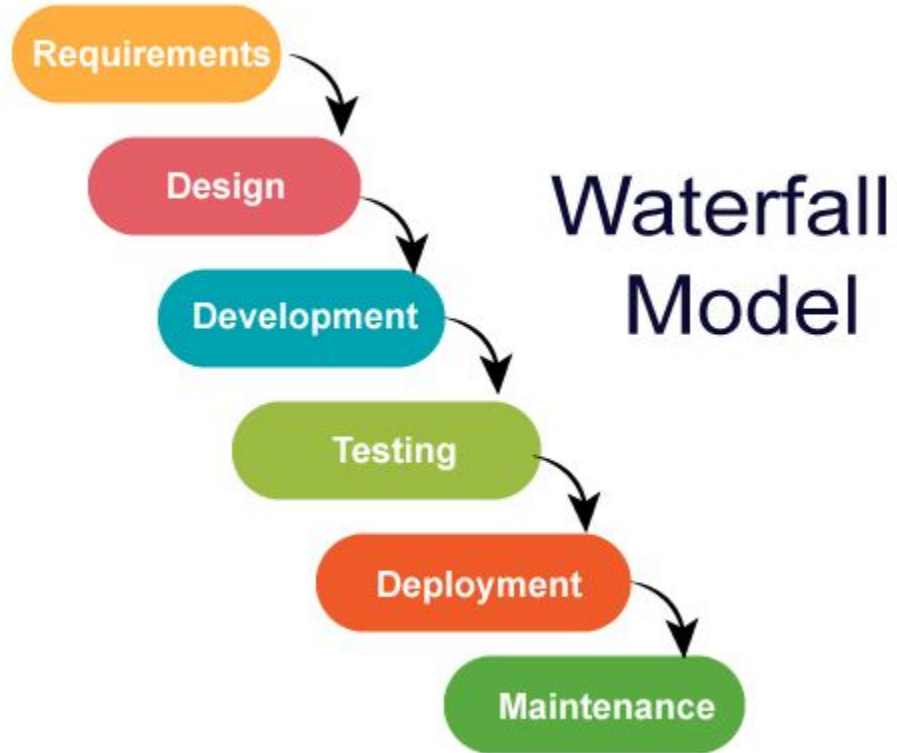 Requirements
Design
Waterfall
Model
Development
Testing
Deployment
Maintenance